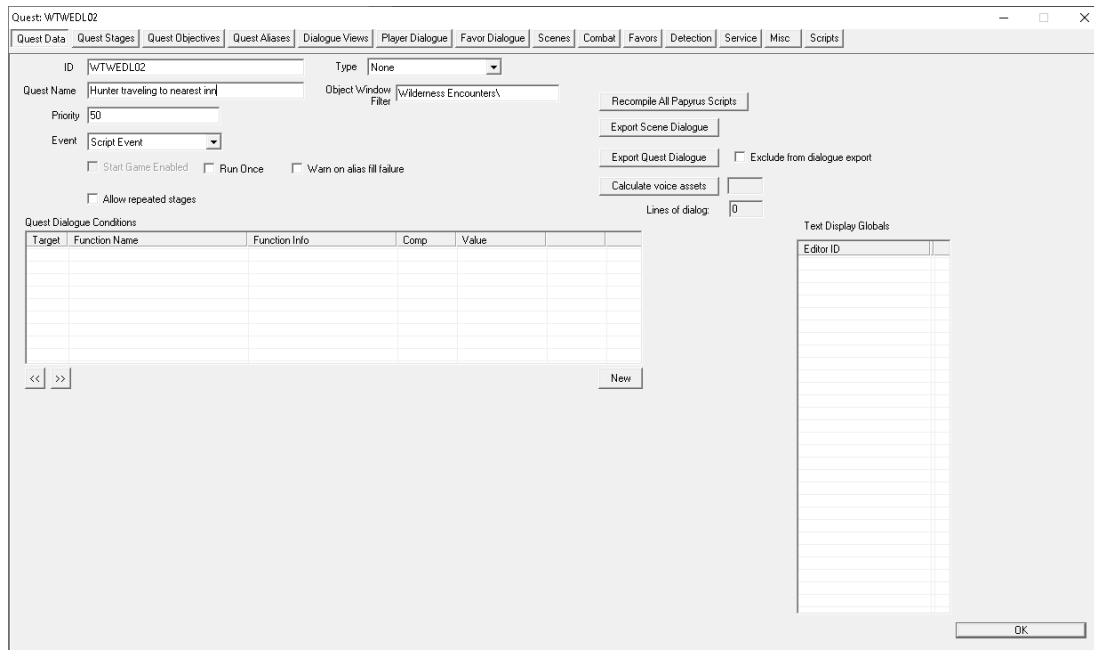 Quest: WTWEDL02
Quest Data Quest Stages Quest Objectives Quest Aliases Dialogue Views Player Dialogue Favor Dialogue Scenes Combat Favors Detection Service Misc Scripts
ID WTWEDL02 Type None
Quest Name Hunter traveling to nearest inn Object Window Filter Wilderness Encounters\
Recompile All Papyrus Scripts
Priority 50
Export Scene Dialogue
Event Script Event
Export Quest Dialogue Exclude from dialogue export
Start Game Enabled Run Once Warn on alias fill failure
Calculate voice assets
Allow repeated stages
Lines of dialog: 0
Quest Dialogue Conditions
Text Display Globals
Target Function Name Function Info Comp Value
Editor ID
<< >> New
OK